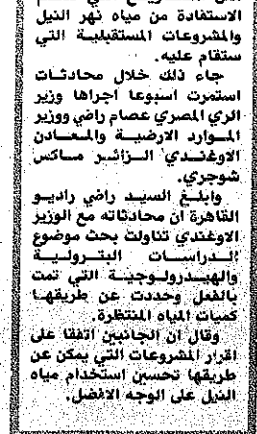 الاستفادة من مياه نهر النيل
والمشروعات المستقبلية التي
ستقام عليه.
جاء ذلك خلال محادثات
استمرت اسبوعا اجراها وزير
الري المصري عصام راضي ووزير
الموارد الارضية والمعادن
الاوغندي الزائر ماكس
شوجري.
وابلغ السيد راضي راديو
القاهرة ان محادثاته مع الوزير
الاوغندي تناولت بحث موضوع
الدراسات البترولية
والهيدرولوجية التي تمت
بالفعل وحددت عن طريقها
كميات المياه المنتظرة.
وقال ان الجانبين اتفقا على
اقرار المشروعات التي يمكن عن
طريقها تحسين استخدام مياه
النيل على الوجه الافضل.